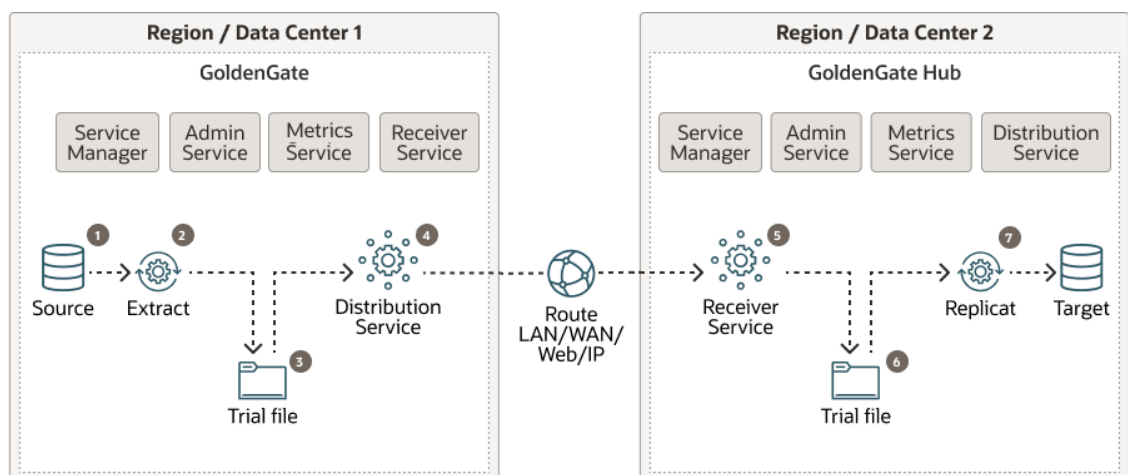 Region / Data Center 1
GoldenGate
Service
Manager
Admin
Service
Metrics
Service
Receiver
Service
1
2
4
Source
Extract
Distribution
Service
3
Trial file
Route
LAN/WAN/
Web/IP
Region / Data Center 2
GoldenGate Hub
Service
Manager
Admin
Service
Metrics
Service
Distribution
Service
5
7
Receiver
Service
Replicat
Target
6
Trial file